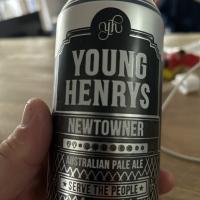 YH
YOUNG
HENRYS
NEWTOWNER
AUSTRALIAN PALE ALE
SERVE THE PEOPLE